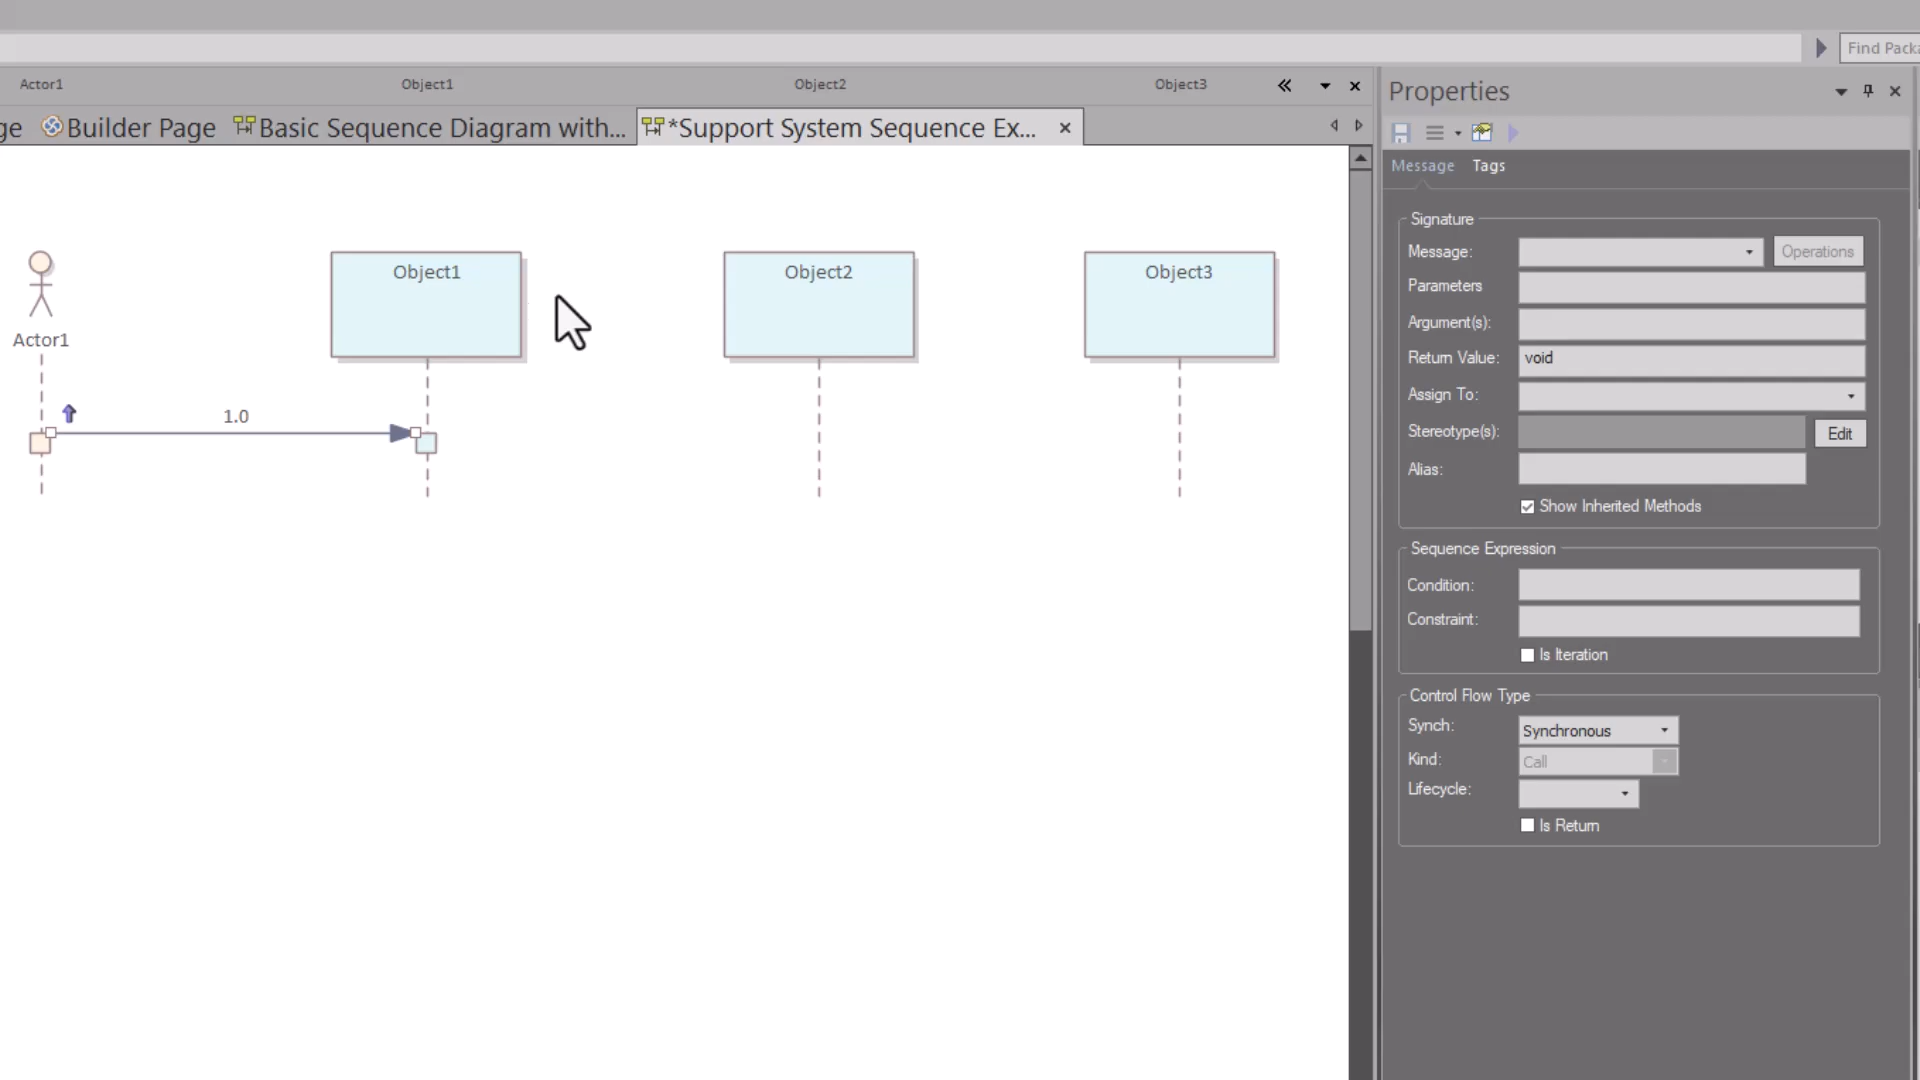 Find Packa
Actor1
Object1
Object2
Object3
Properties
ge
Builder Page
Basic Sequence Diagram with...
*Support System Sequence Ex...
Message
Tags
Signature
Message:
Operations
Parameters
Argument(s):
Return Value:
void
Assign To:
Stereotype(s):
Edit
Alias:
Show Inherited Methods
Sequence Expression
Condition:
Constraint:
Is Iteration
Control Flow Type
Synch:
Synchronous
Kind:
Call
Lifecycle:
Is Return
Object1
Object2
Object3
Actor1
1.0